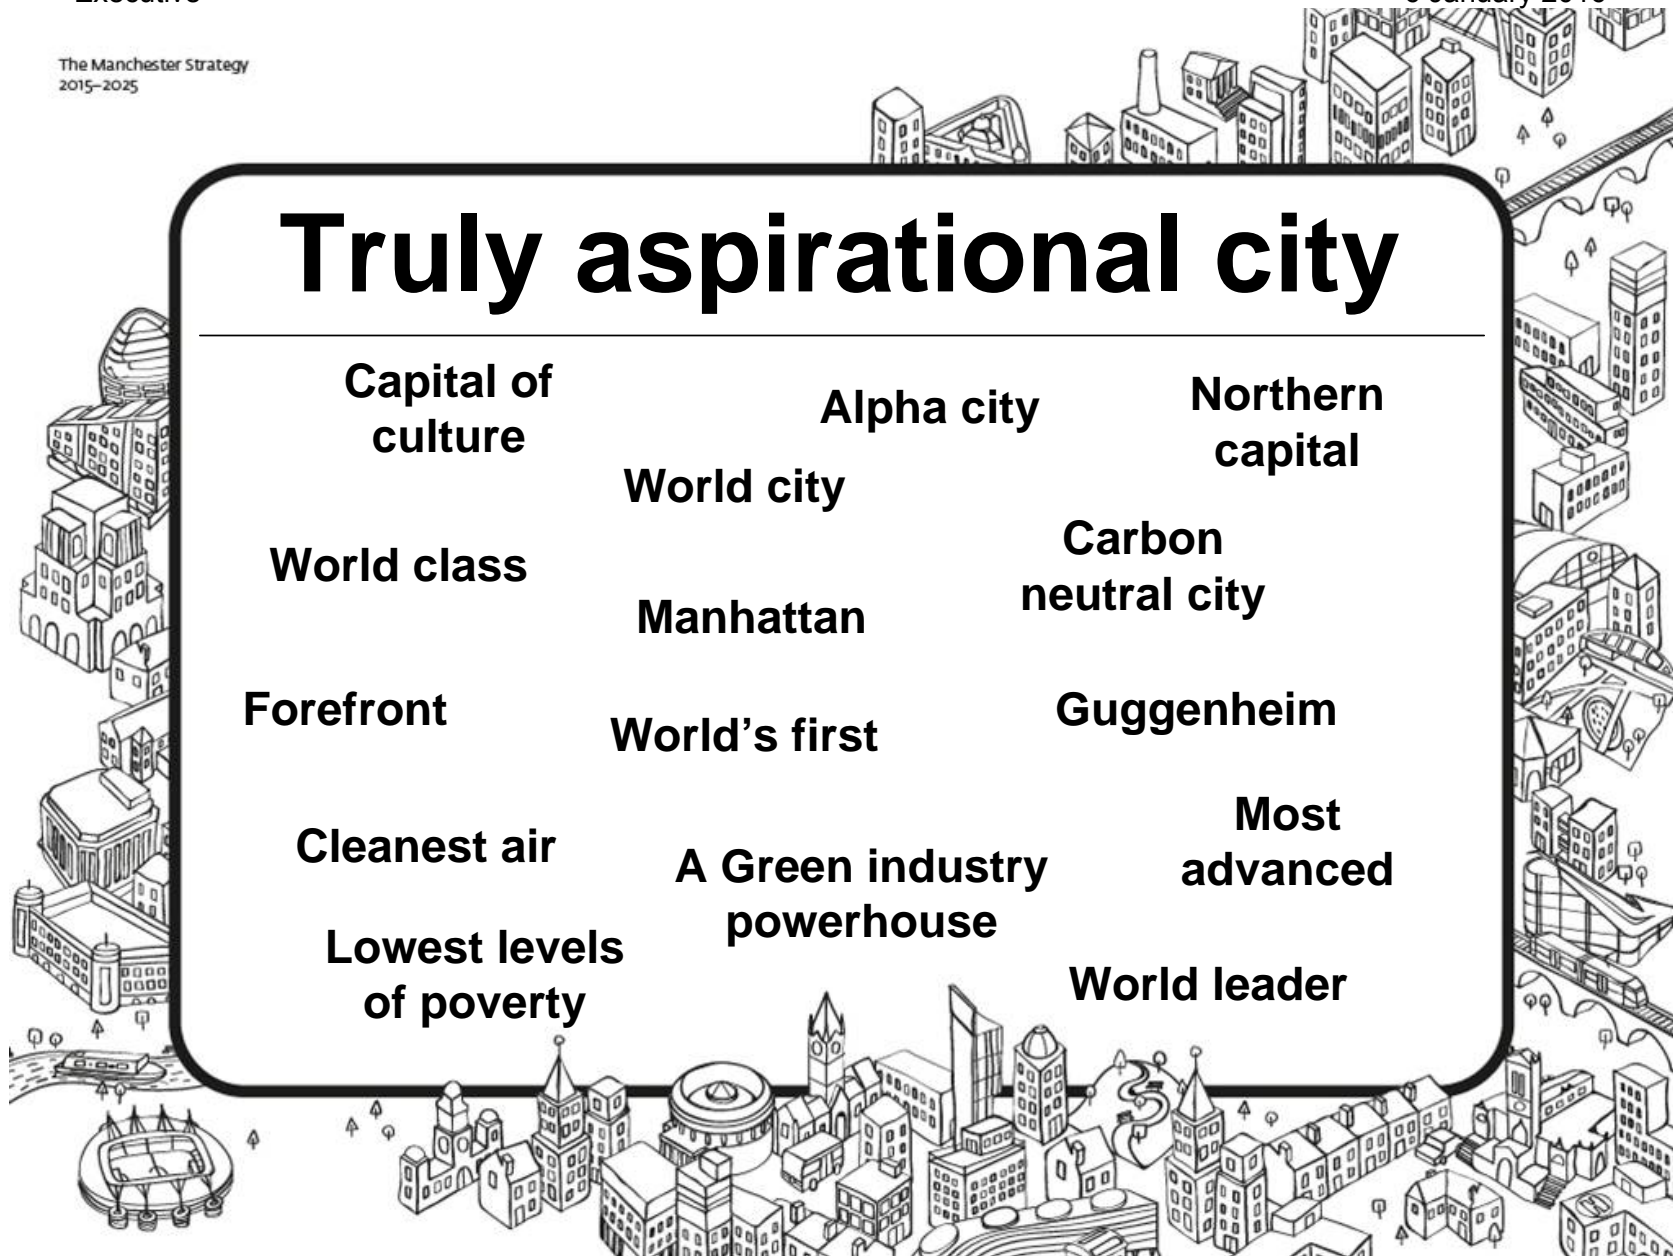 The Manchester Strategy
2015–2025
Truly aspirational city
Capital of
culture
Alpha city
Northern
capital
World city
World class
Carbon
neutral city
Manhattan
Forefront
World’s first
Guggenheim
Cleanest air
A Green industry
powerhouse
Most
advanced
Lowest levels
of poverty
World leader